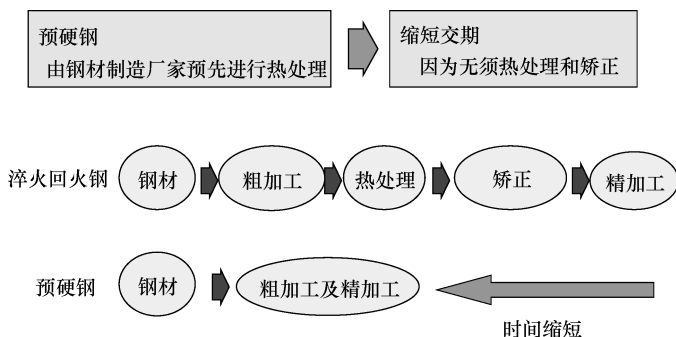 预硬钢
由钢材制造厂家预先进行热处理
缩短交期
因为无须热处理和矫正
淬火回火钢
钢材
粗加工
热处理
矫正
精加工
预硬钢
钢材
粗加工及精加工
时间缩短